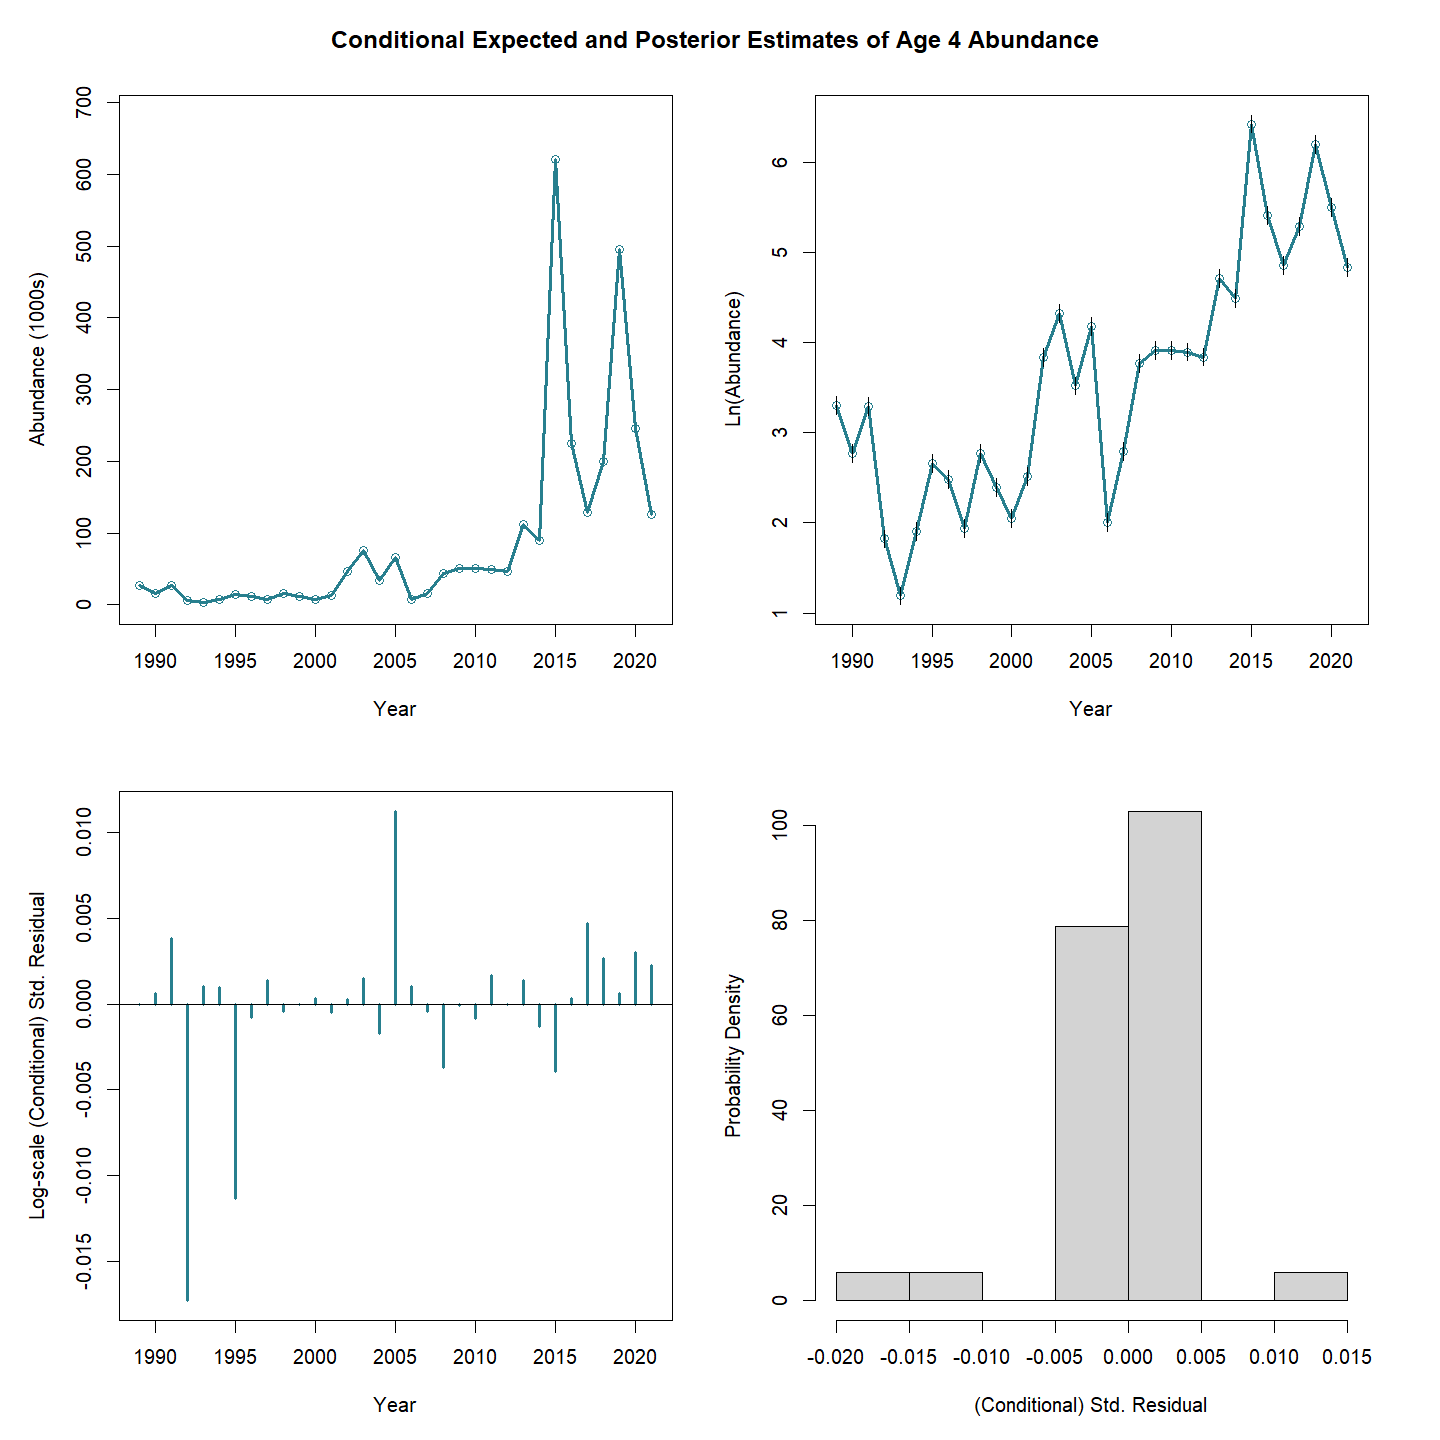 Conditional Expected and Posterior Estimates of Age 4 Abundance
Abundance (1000s)
0 100 200 300 400 500 600 700
1990 1995 2000 2005 2010 2015 2020
Year
Ln(Abundance)
1 2 3 4 5 6
1990 1995 2000 2005 2010 2015 2020
Year
Log-scale (Conditional) Std. Residual
-0.015 -0.010 -0.005 0.000 0.005 0.010
1990 1995 2000 2005 2010 2015 2020
Year
Probability Density
0 20 40 60 80 100
-0.020 -0.015 -0.010 -0.005 0.000 0.005 0.010 0.015
(Conditional) Std. Residual